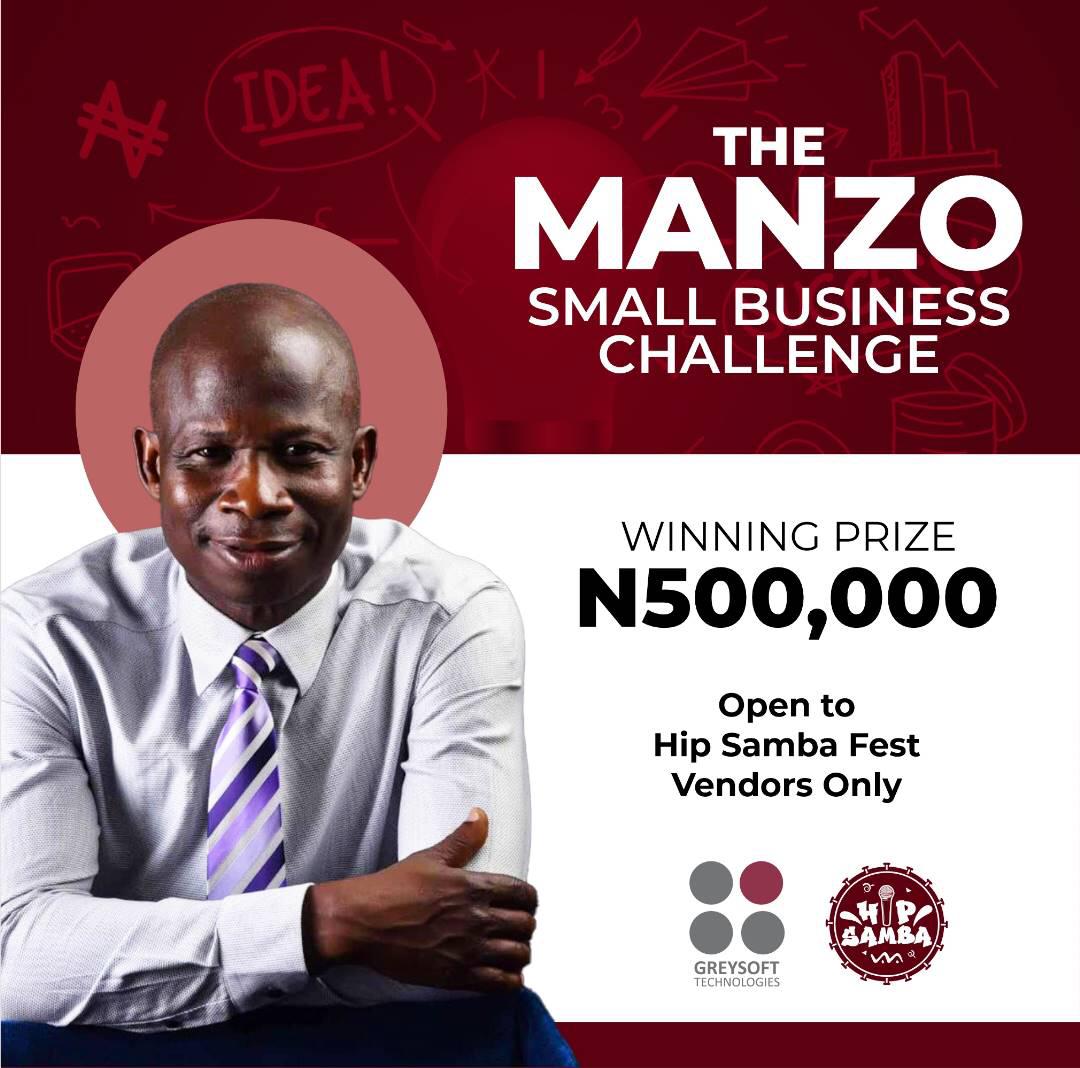 IDEA!
THE
MANZO
SMALL BUSINESS
CHALLENGE
WINNING PRIZE
N500,000
Open to
Hip Samba Fest
Vendors Only
GREYSOFT
TECHNOLOGIES
HIP
SAMBA